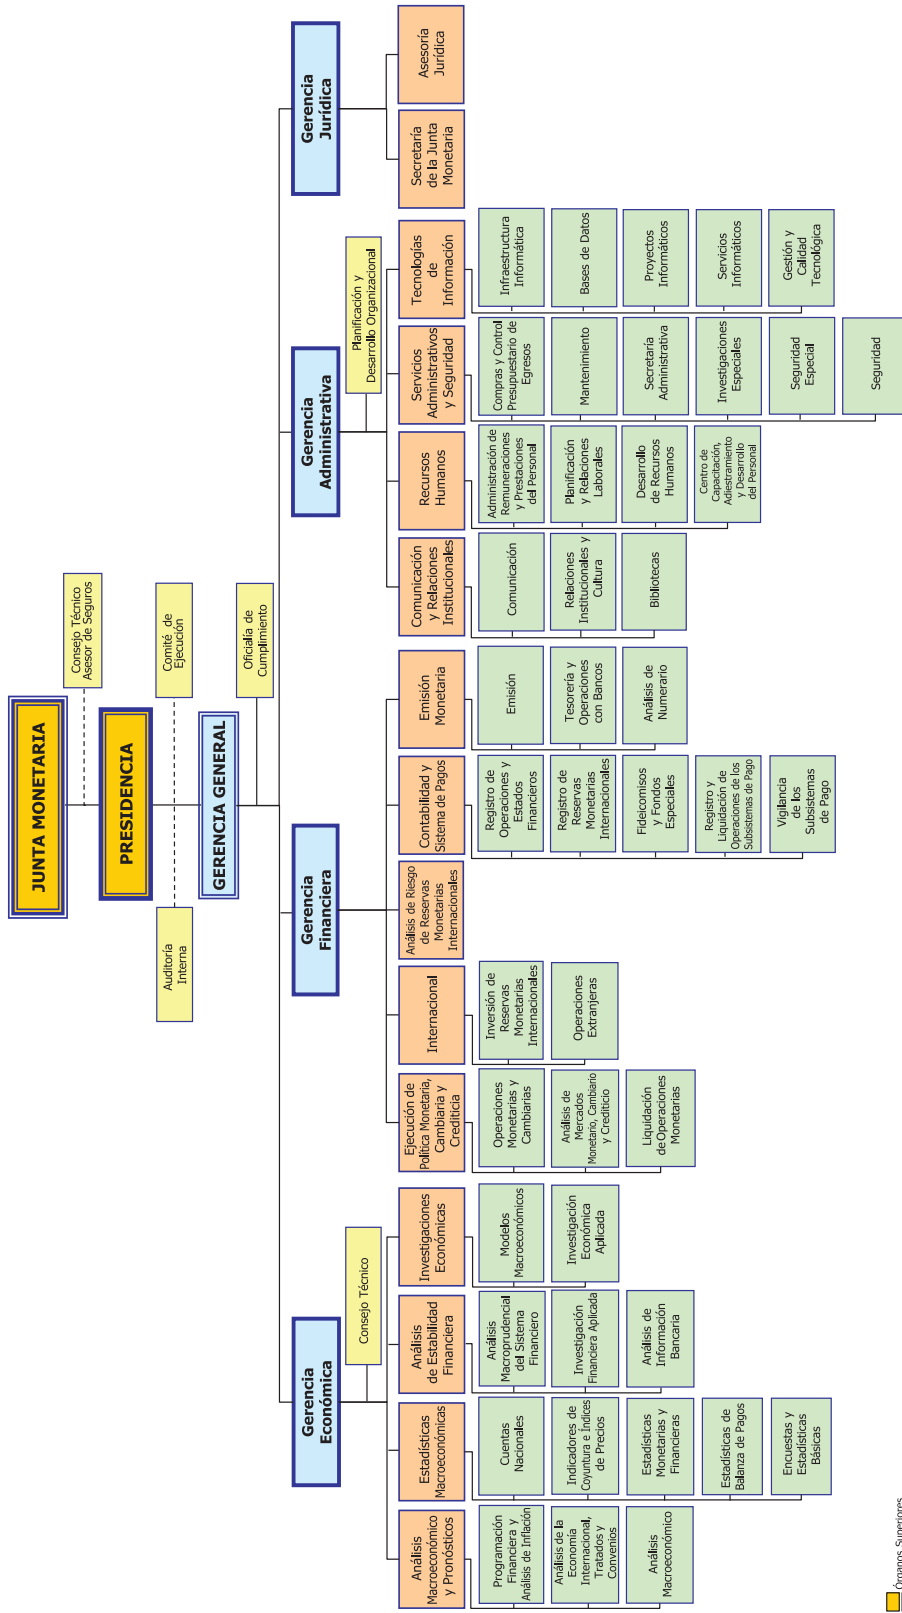 JUNTA MONETARIA
Consejo Técnico
Asesor de Seguros
PRESIDENCIA
Comité de
Ejecución
Auditoría
Interna
GERENCIA GENERAL
Oficialía de
Cumplimiento
Gerencia
Económica
Consejo Técnico
Análisis
Macroeconómico
y Pronósticos
Programación
Financiera y
Análisis de Inflación
Análisis de la
Economía
Internacional,
Tratados y
Convenios
Análisis
Macroeconómico
Estadísticas
Macroeconómicas
Cuentas
Nacionales
Indicadores de
Coyuntura e Índices
de Precios
Estadísticas
Monetarias y
Financieras
Estadísticas de
Balanza de Pagos
Encuestas y
Estadísticas
Básicas
Análisis
de Estabilidad
Financiera
Análisis
Macroprudencial
del Sistema
Financiero
Investigación
Financiera Aplicada
Análisis de
Información
Bancaria
Investigaciones
Económicas
Modelos
Macroeconómicos
Investigación
Económica
Aplicada
Gerencia
Financiera
Ejecución de
Política Monetaria,
Cambiaria y
Crediticia
Operaciones
Monetarias y
Cambiarias
Análisis de
Mercados
Monetario, Cambiario
y Crediticio
Liquidación
de Operaciones
Monetarias
Internacional
Inversión de
Reservas
Monetarias
Internacionales
Operaciones
Extranjeras
Análisis de Riesgo
de Reservas
Monetarias
Internacionales
Contabilidad y
Sistema de Pagos
Registro de
Operaciones y
Estados
Financieros
Registro de
Reservas
Monetarias
Internacionales
Fideicomisos
y Fondos
Especiales
Registro y
Liquidación de
Operaciones de los
Subsistemas de Pago
Vigilancia
de los
Subsistemas
de Pago
Emisión
Monetaria
Emisión
Tesorería y
Operaciones
con Bancos
Análisis de
Numerario
Gerencia
Administrativa
Planificación y
Desarrollo Organizacional
Comunicación
y Relaciones
Institucionales
Comunicación
Relaciones
Institucionales y
Cultura
Bibliotecas
Recursos
Humanos
Administración de
Remuneraciones
y Prestaciones
del Personal
Planificación
y Relaciones
Laborales
Desarrollo
de Recursos
Humanos
Centro de
Capacitación,
Adiestramiento
y Desarrollo
del Personal
Servicios
Administrativos
y Seguridad
Compras y Control
Presupuestario de
Egresos
Mantenimiento
Secretaría
Administrativa
Investigaciones
Especiales
Seguridad
Especial
Seguridad
Tecnologías
de
Información
Infraestructura
Informática
Bases de Datos
Proyectos
Informáticos
Servicios
Informáticos
Gestión y
Calidad
Tecnológica
Gerencia
Jurídica
Secretaría
de la Junta
Monetaria
Asesoría
Jurídica
Órganos Superiores